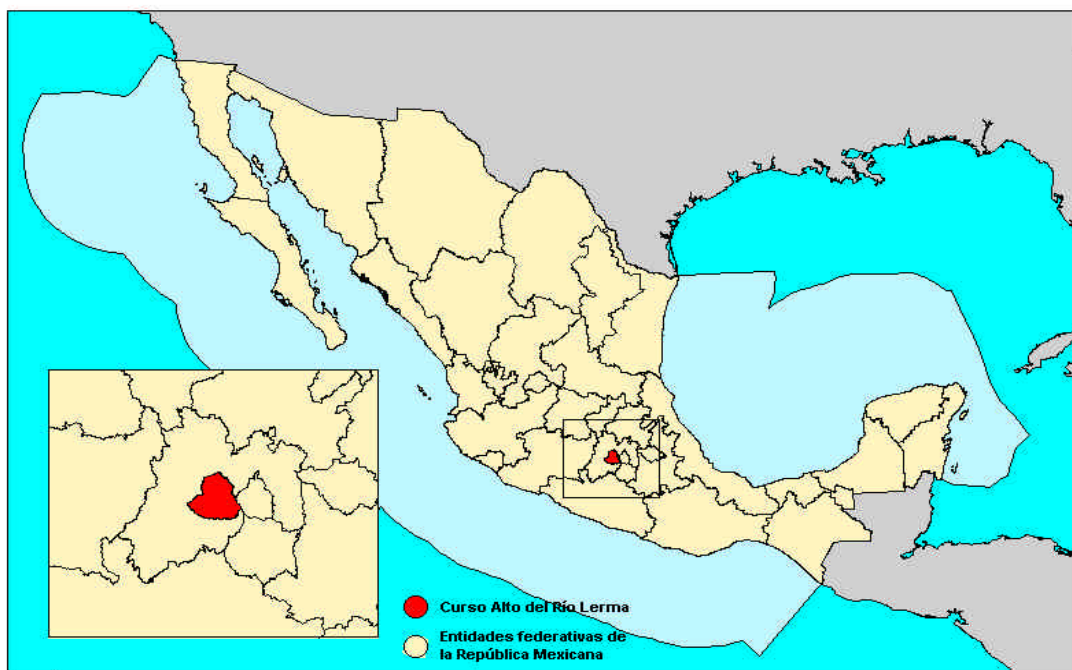 Curso Alto del Río Lerma
Entidades federativas de
la República Mexicana